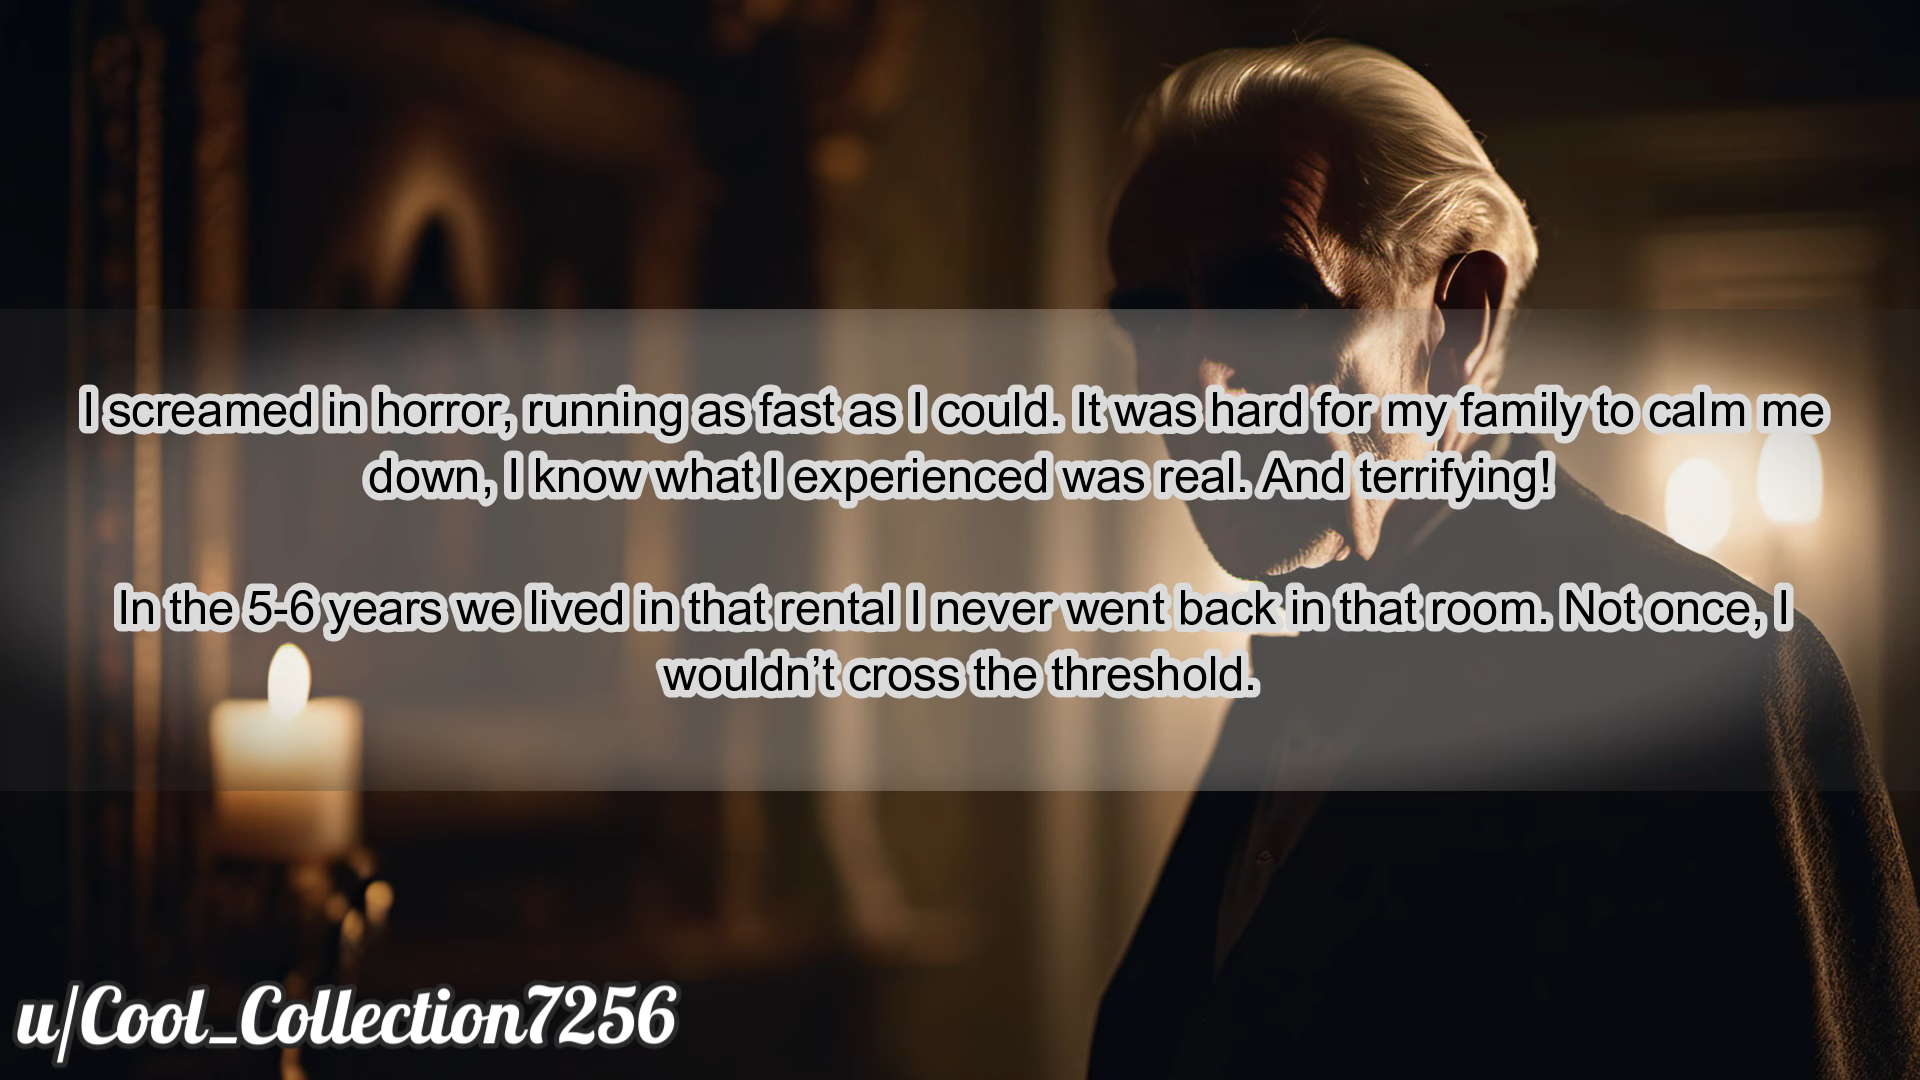 I screamed in horror, running as fast as I could. It was hard for my family to calm me
down, I know what I experienced was real. And terrifying!
In the 5-6 years we lived in that rental I never went back in that room. Not once, I
wouldn’t cross the threshold.
u/Cool_Collection7256